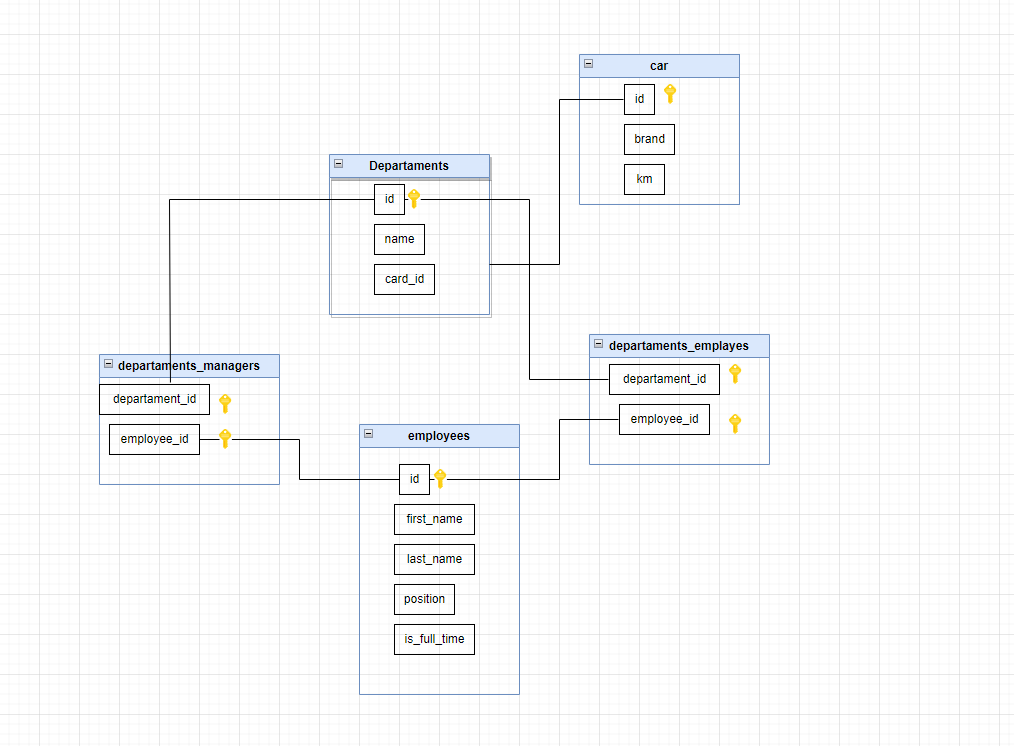 car
id
brand
km
Departaments
id
name
card_id
departaments_managers
departament_id
employee_id
departaments_emplayes
departament_id
employee_id
employees
id
first_name
last_name
position
is_full_time